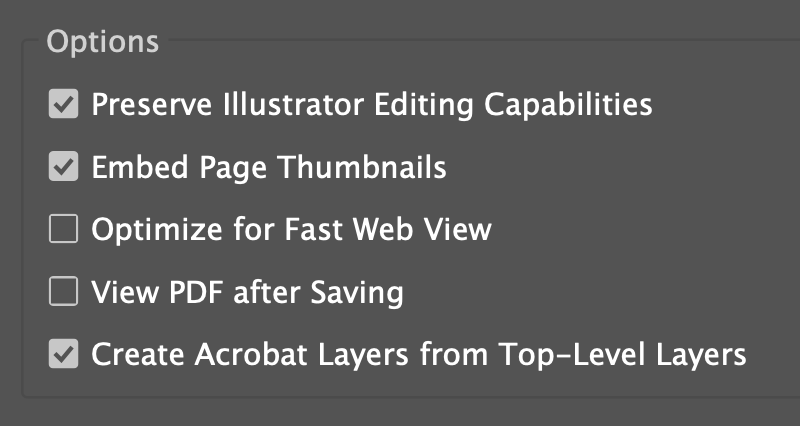 Options
Preserve Illustrator Editing Capabilities
Embed Page Thumbnails
Optimize for Fast Web View
View PDF after Saving
Create Acrobat Layers from Top-Level Layers